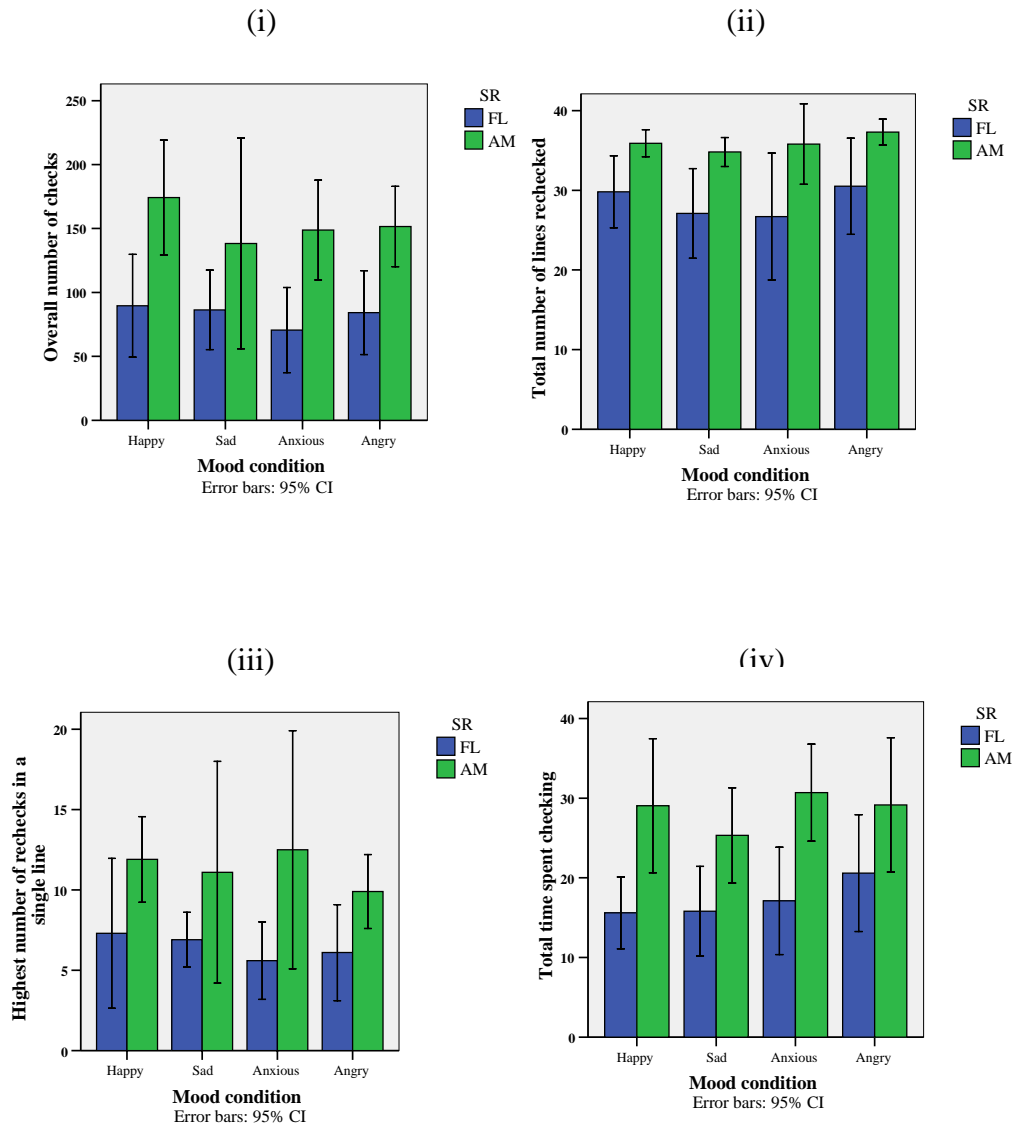 (i)
250
200
150
100
50
0
Overall number of checks
Happy Sad Anxious Angry
Mood condition
Error bars: 95% CI
SR
FL
AM
(ii)
40
30
20
10
0
Total number of lines rechecked
Happy Sad Anxious Angry
Mood condition
Error bars: 95% CI
SR
FL
AM
(iii)
20
15
10
5
0
Highest number of rechecks in a
single line
Happy Sad Anxious Angry
Mood condition
Error bars: 95% CI
SR
FL
AM
(iv)
40
30
20
10
0
Total time spent checking
Happy Sad Anxious Angry
Mood condition
Error bars: 95% CI
SR
FL
AM